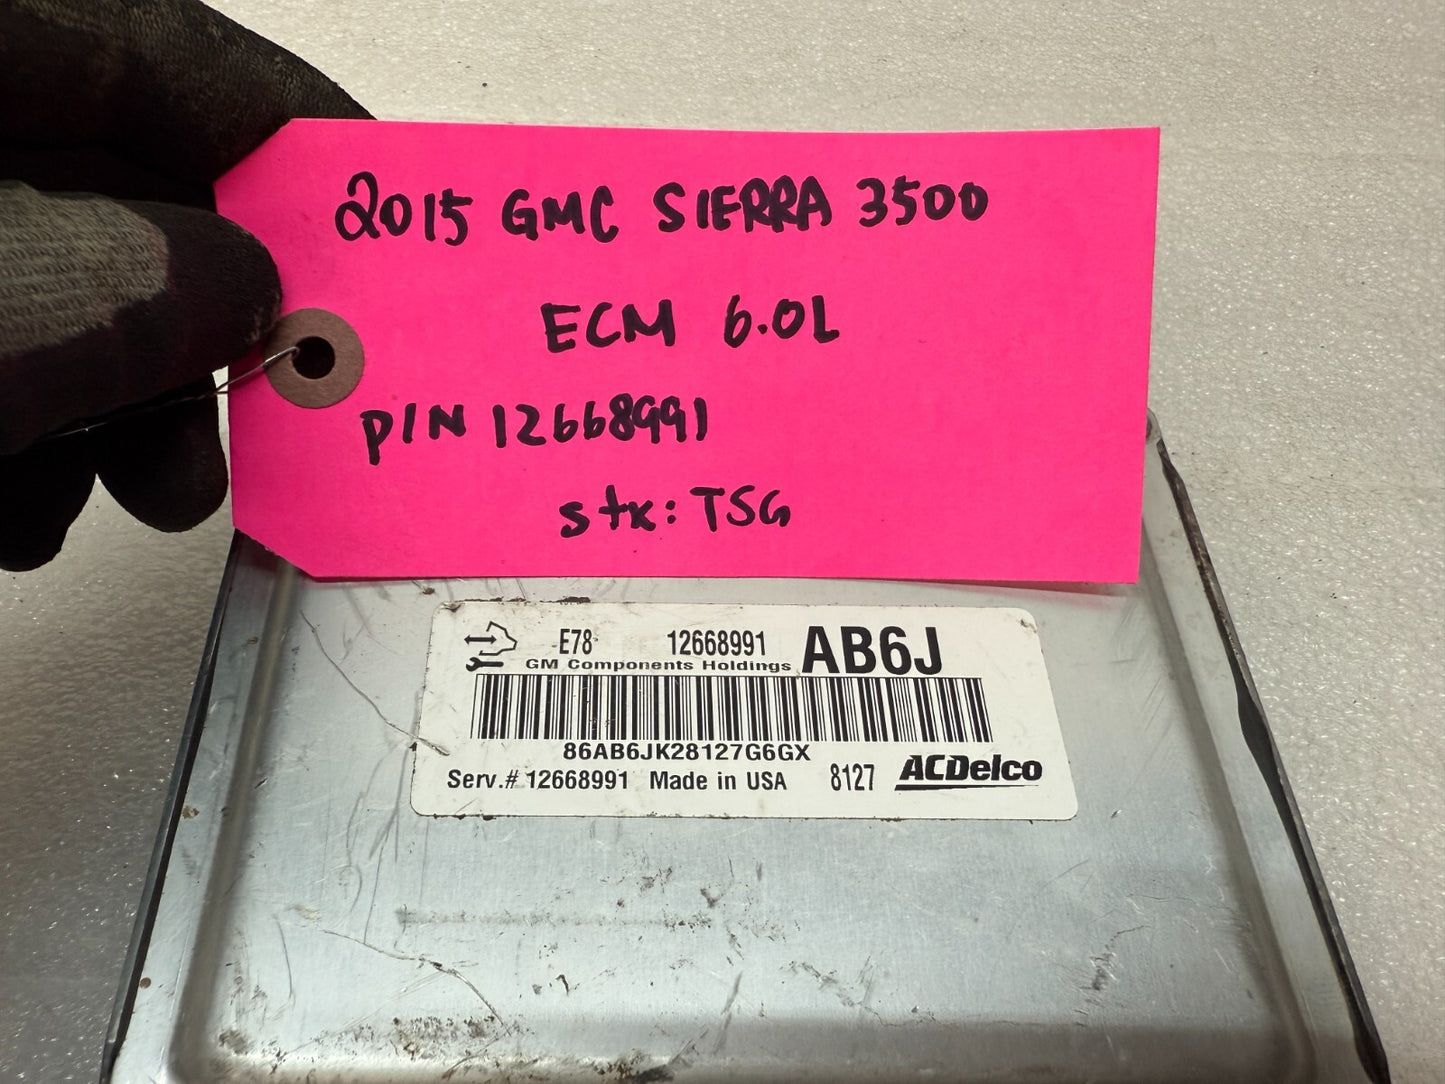 2015 GMC SIERRA 3500
ECM 6.0L
P/N 12668991
stk: TSG
E78 12668991 AB6J
GM Components Holdings
86AB6JK28127G6GX
Serv.# 12668991 Made in USA 8127 ACDelco